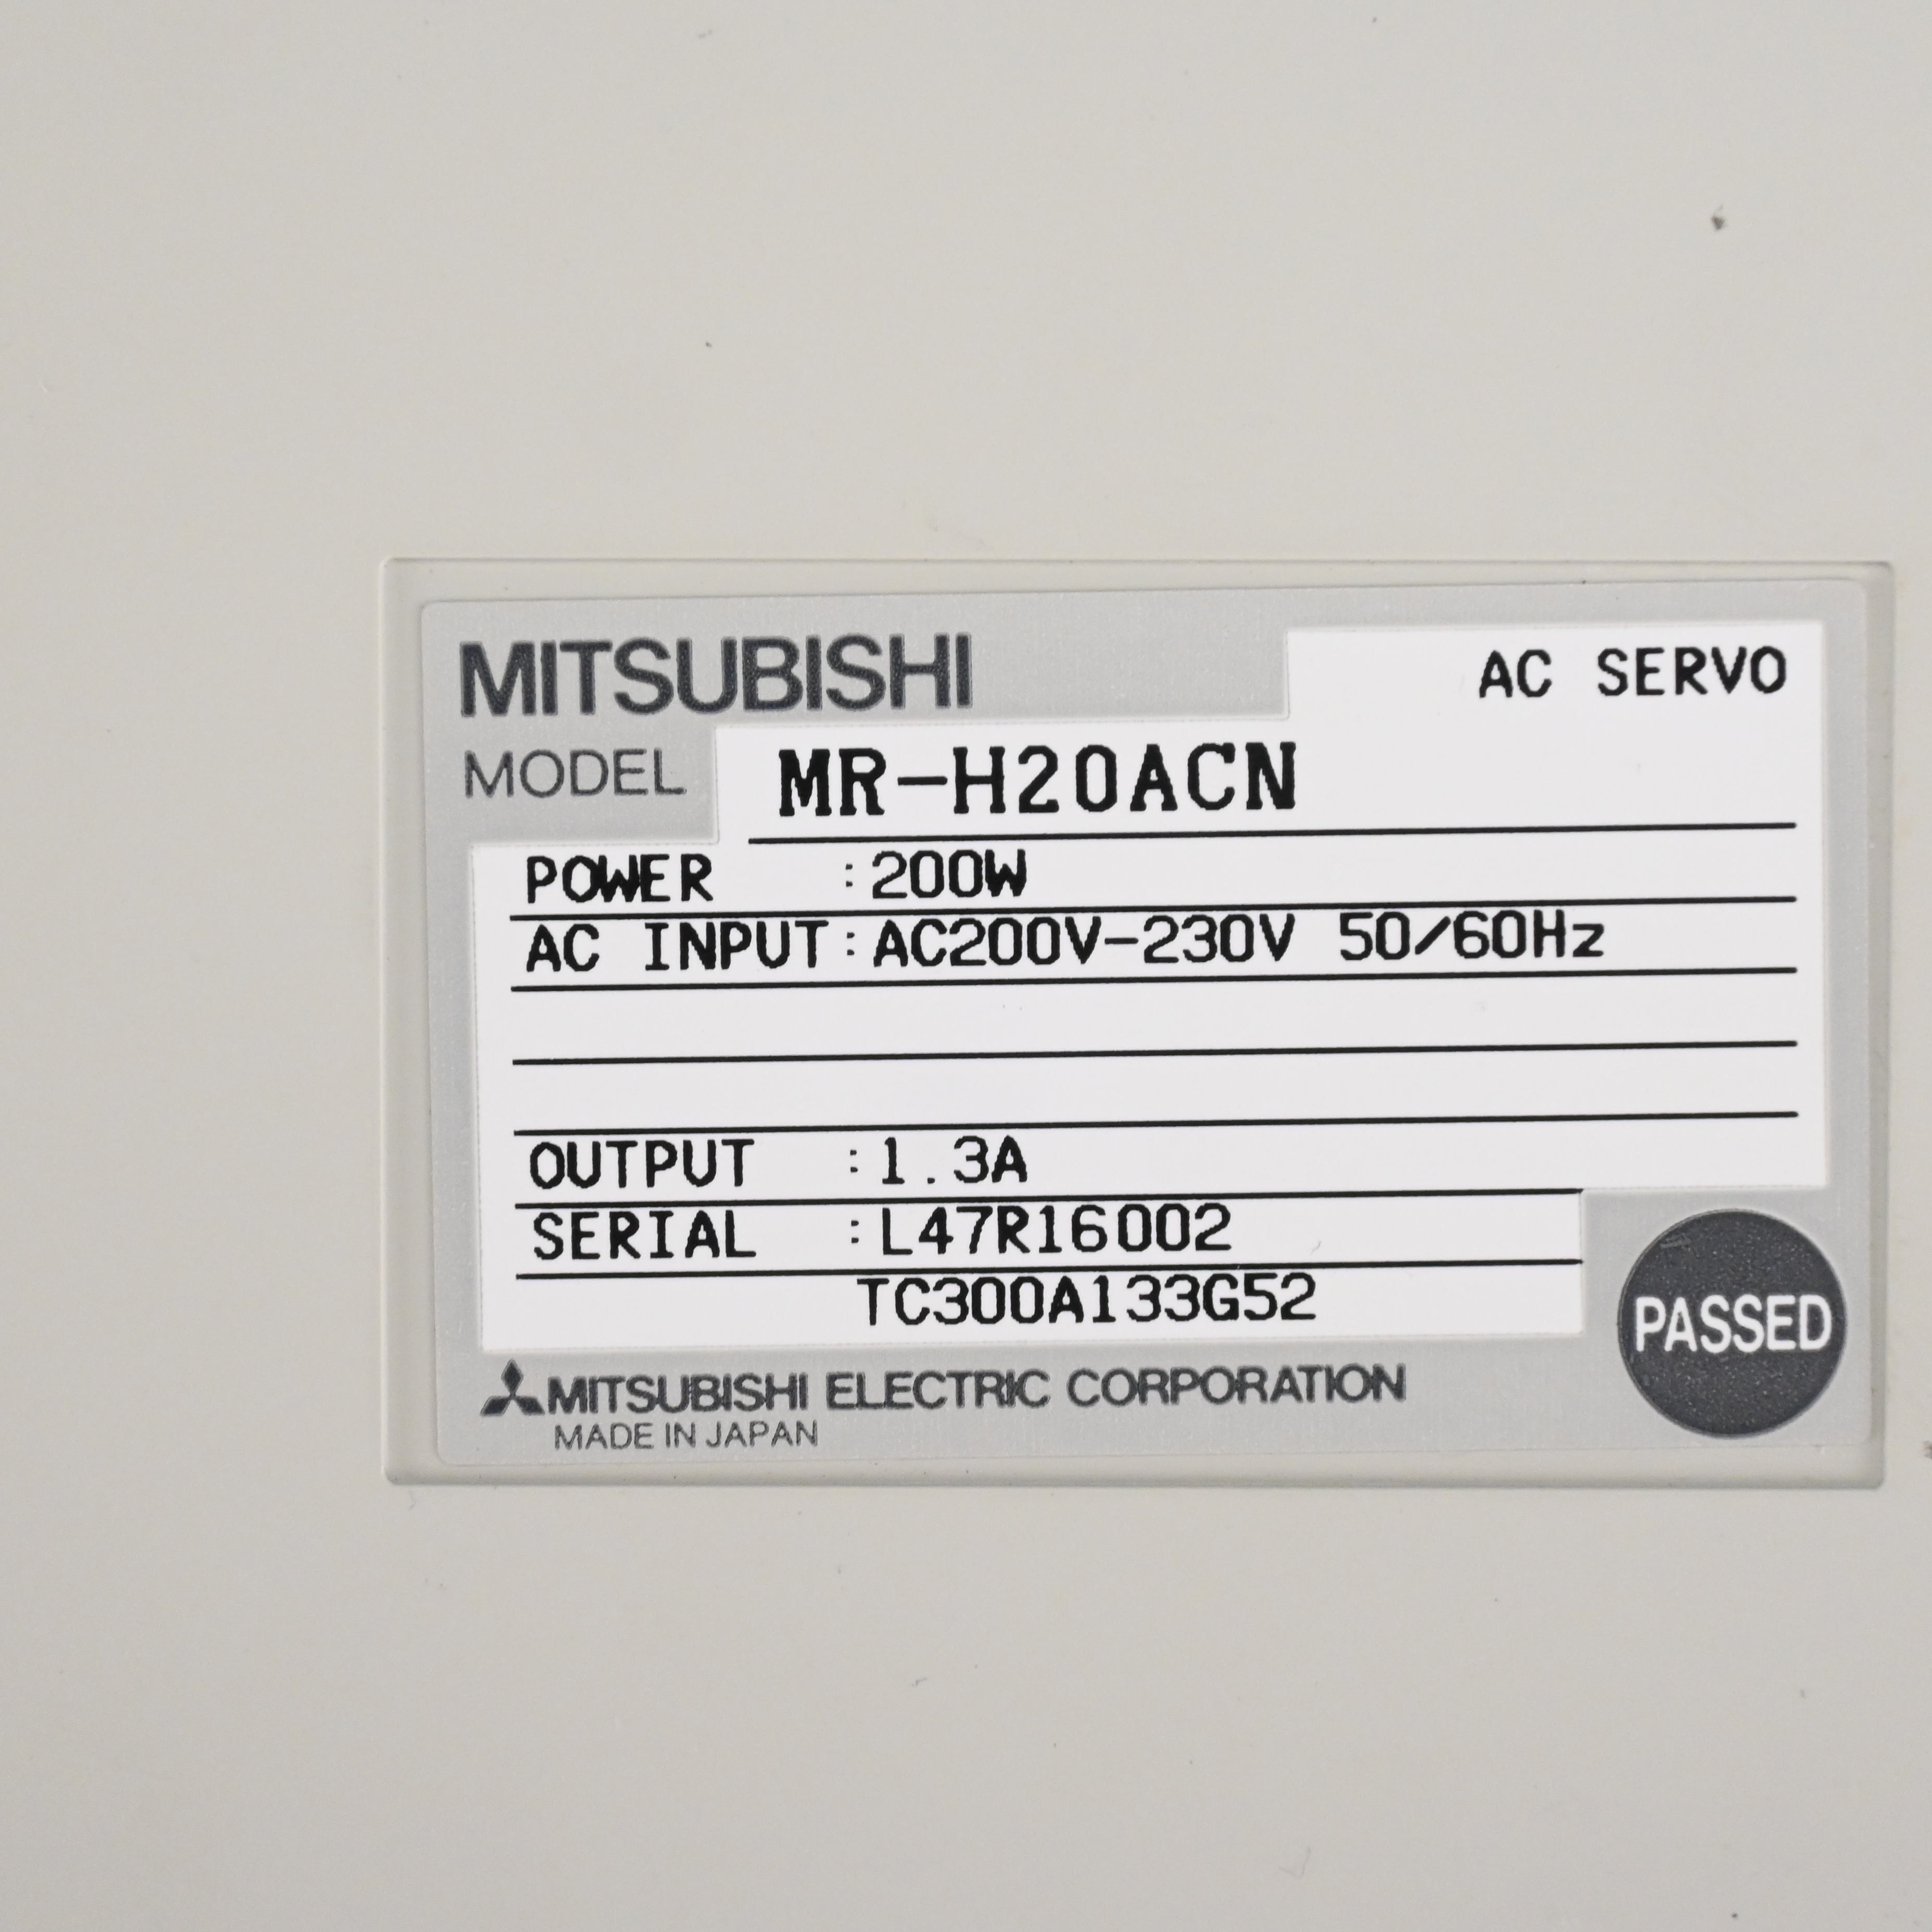 MITSUBISHI
AC SERVO
MODEL MR-H20ACN
POWER :200W
AC INPUT:AC200V-230V 50/60Hz
OUTPUT :1.3A
SERIAL :L47R16002
TC300A133G52
PASSED
MITSUBISHI ELECTRIC CORPORATION
MADE IN JAPAN